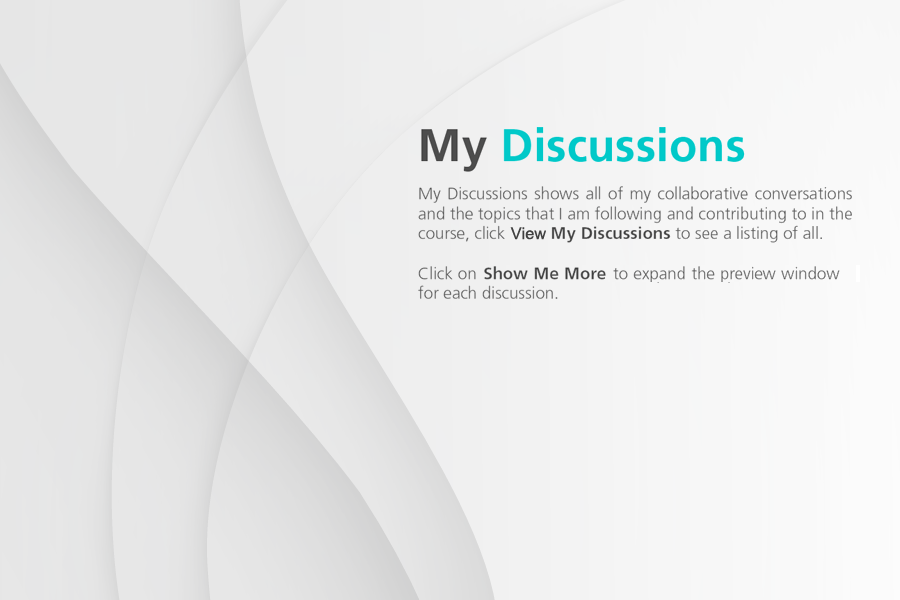 My Discussions
My Discussions shows all of my collaborative conversations
and the topics that I am following and contributing to in the
course, click View My Discussions to see a listing of all.
Click on Show Me More to expand the preview window
for each discussion.